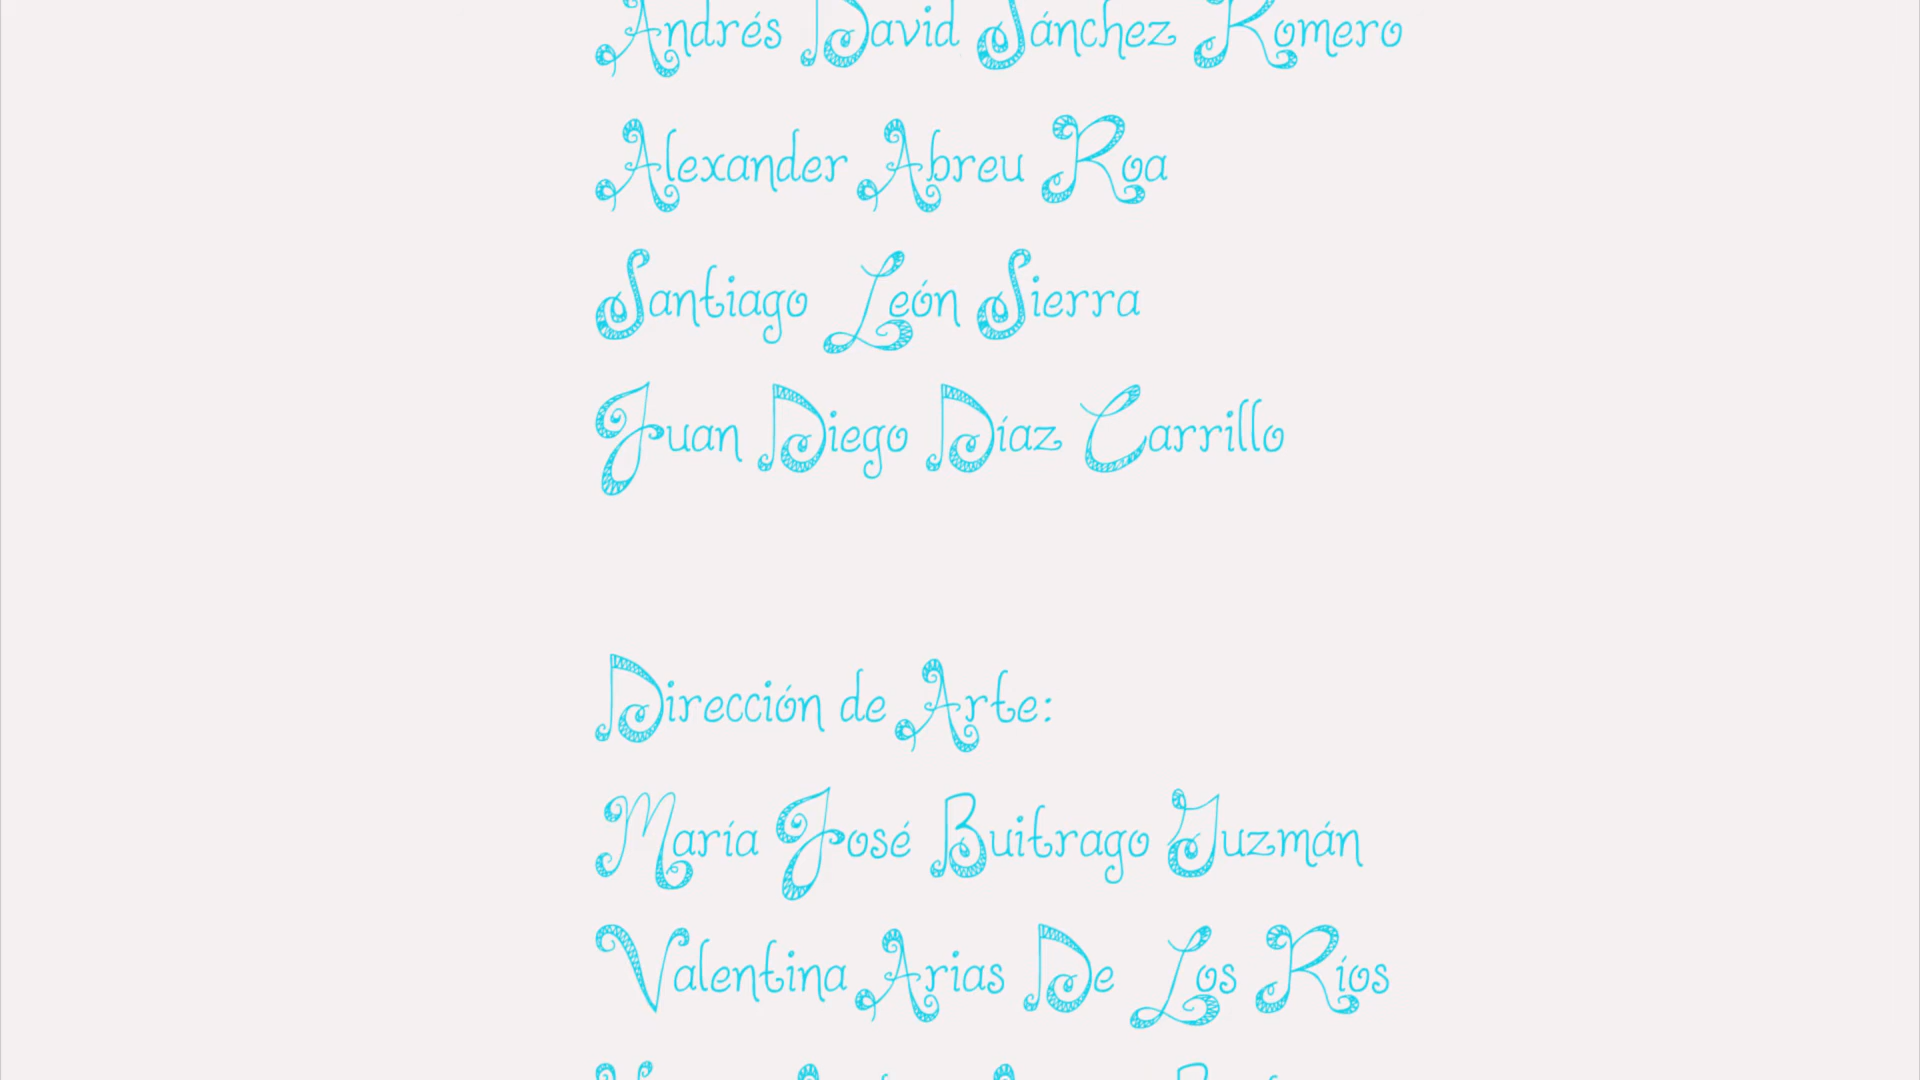 Andrés David Sánchez Romero
Alexander Abreu Roa
Santiago León Sierra
Juan Diego Díaz Carrillo
Dirección de Arte:
María José Buitrago Guzmán
Valentina Arias De Los Ríos